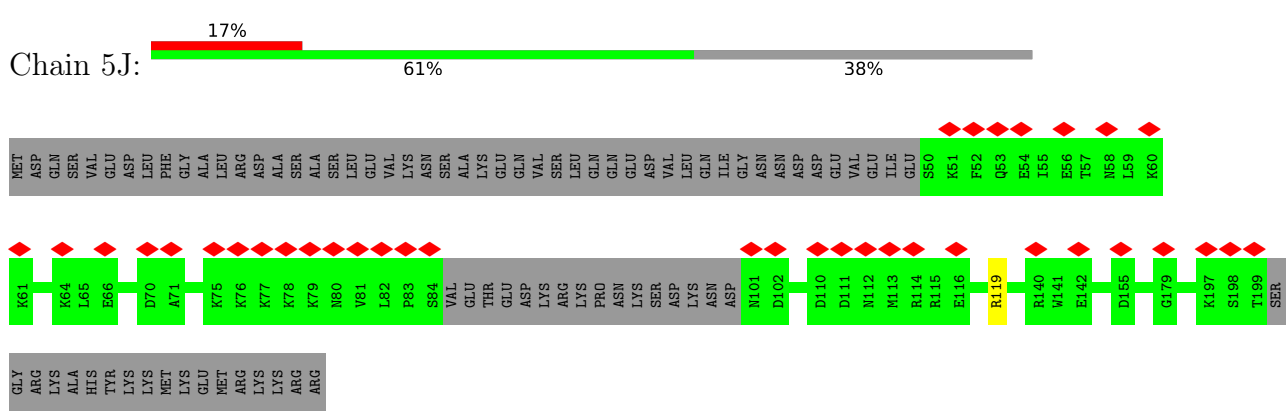 17%
Chain 5J:
61% 38%
MET ASP GLN SER VAL GLU ASP LEU PHE GLY ALA LEU ARG ASP ALA SER ALA SER LEU GLU VAL LYS ASN SER ALA LYS GLU GLN VAL SER LEU GLN GLN GLU ASP VAL LEU GLN ILE GLY ASN ASN ASP ASP GLU VAL GLU ILE GLU S50 K51 F52 Q53 E54 I55 E56 T57 N58 L59 K60
K61 K64 L65 E66 D70 A71 K75 K76 K77 K78 K79 N80 V81 L82 P83 S84 VAL GLU THR GLU ASP LYS ARG LYS PRO ASN LYS SER ASP LYS ASN ASP N101 D102 D110 D111 N112 M113 R114 R115 E116 R119 R140 W141 E142 D155 G179 K197 S198 T199 SER
GLY ARG LYS ALA HIS TYR LYS LYS MET LYS GLU MET ARG LYS LYS ARG ARG